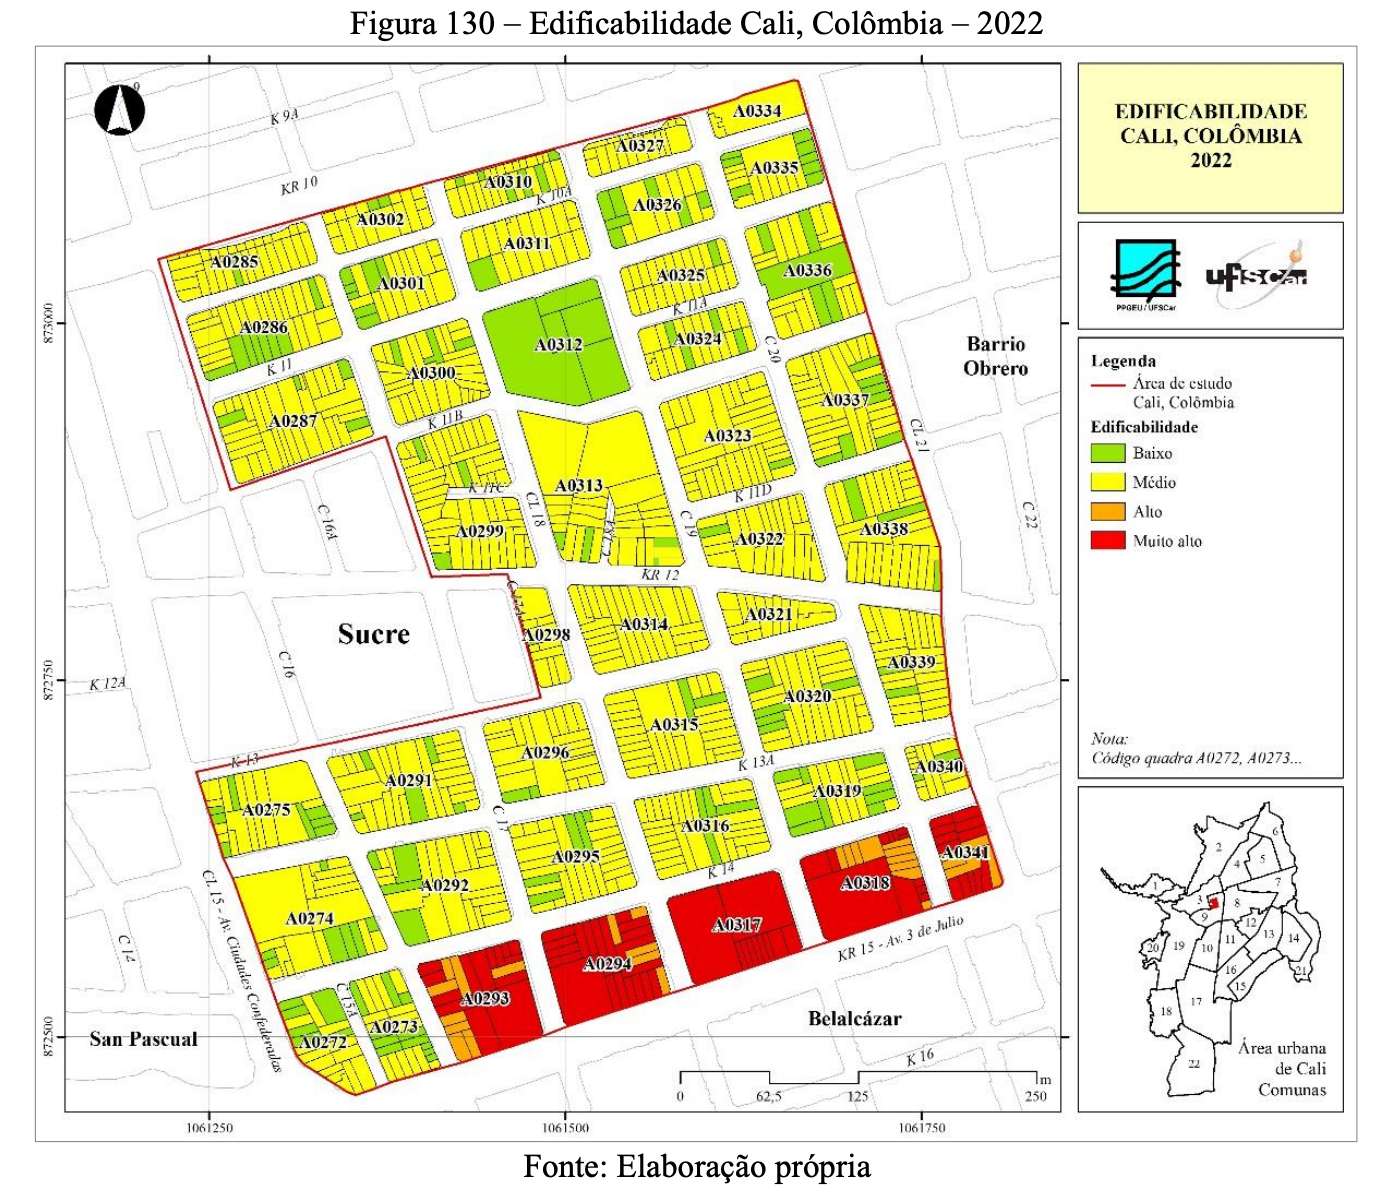 Figura 130 – Edificabilidade Cali, Colômbia – 2022
EDIFICABILIDADE
CALI, COLÔMBIA
2022
PPGEU / UFSCar
ufscar
Legenda
Área de estudo
Cali, Colômbia
Edificabilidade
Baixo
Médio
Alto
Muito alto
Nota:
Código quadra A0272, A0273...
2
6
4
5
1
3
7
8
9
12
13
14
20
19
10
11
16
21
15
17
18
22
Área urbana
de Cali
Comunas
9
K 9A
KR 10
A0334
A0327
A0335
A0310
K 10A
A0302
A0326
A0285
A0311
A0301
A0325
A0336
873000
A0286
K 11A
A0312
A0324
C 20
Barrio
Obrero
K 11
A0300
A0337
A0287
K 11B
A0323
CL 21
K 11C
A0313
K 11D
C 16A
A0299
CL 18
C 19
A0322
A0338
C 22
KR 12
C 17A
A0298
A0314
A0321
Sucre
C 16
A0339
872750
K 12A
A0320
A0315
K 13
A0296
K 13A
A0340
A0291
A0275
C 17
A0319
A0316
A0295
A0341
K 14
A0292
A0318
A0274
A0317
CL 15 - Av. Ciudades Confederadas
KR 15 - Av. 3 de Julio
C 14
A0294
A0293
C 15A
A0273
A0272
Belalcázar
872500
San Pascual
K 16
m
0
62,5
125
250
1061250
1061500
1061750
Fonte: Elaboração própria